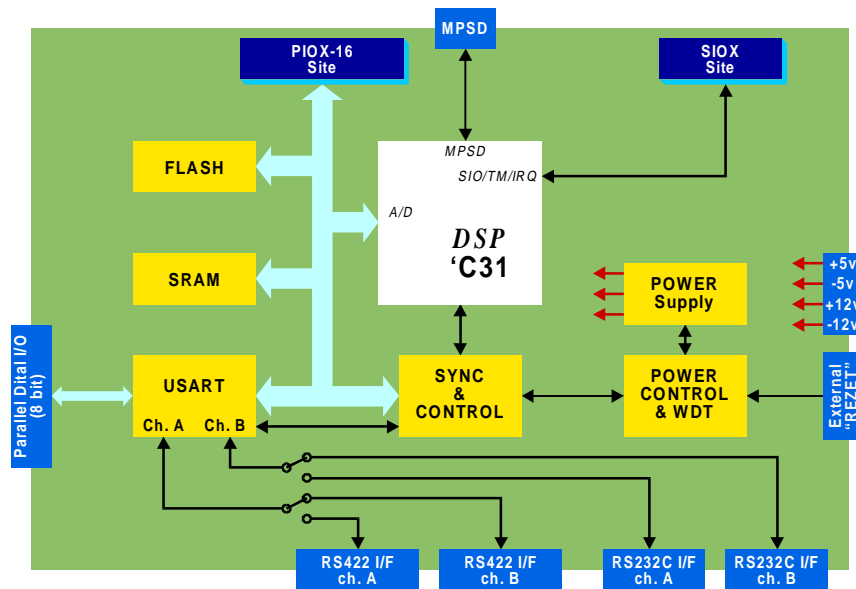 MPSD
PIOX-16
Site
SIOX
Site
FLASH
MPSD
SIO/TM/IRQ
A/D
DSP
‘C31
SRAM
POWER
Supply
+5v
-5v
+12v
-12v
Parallel Dital I/O
(8 bit)
USART
Ch. A Ch. B
SYNC
&
CONTROL
POWER
CONTROL
& WDT
External
“REZET”
RS422 I/F
ch. A
RS422 I/F
ch. B
RS232C I/F
ch. A
RS232C I/F
ch. B